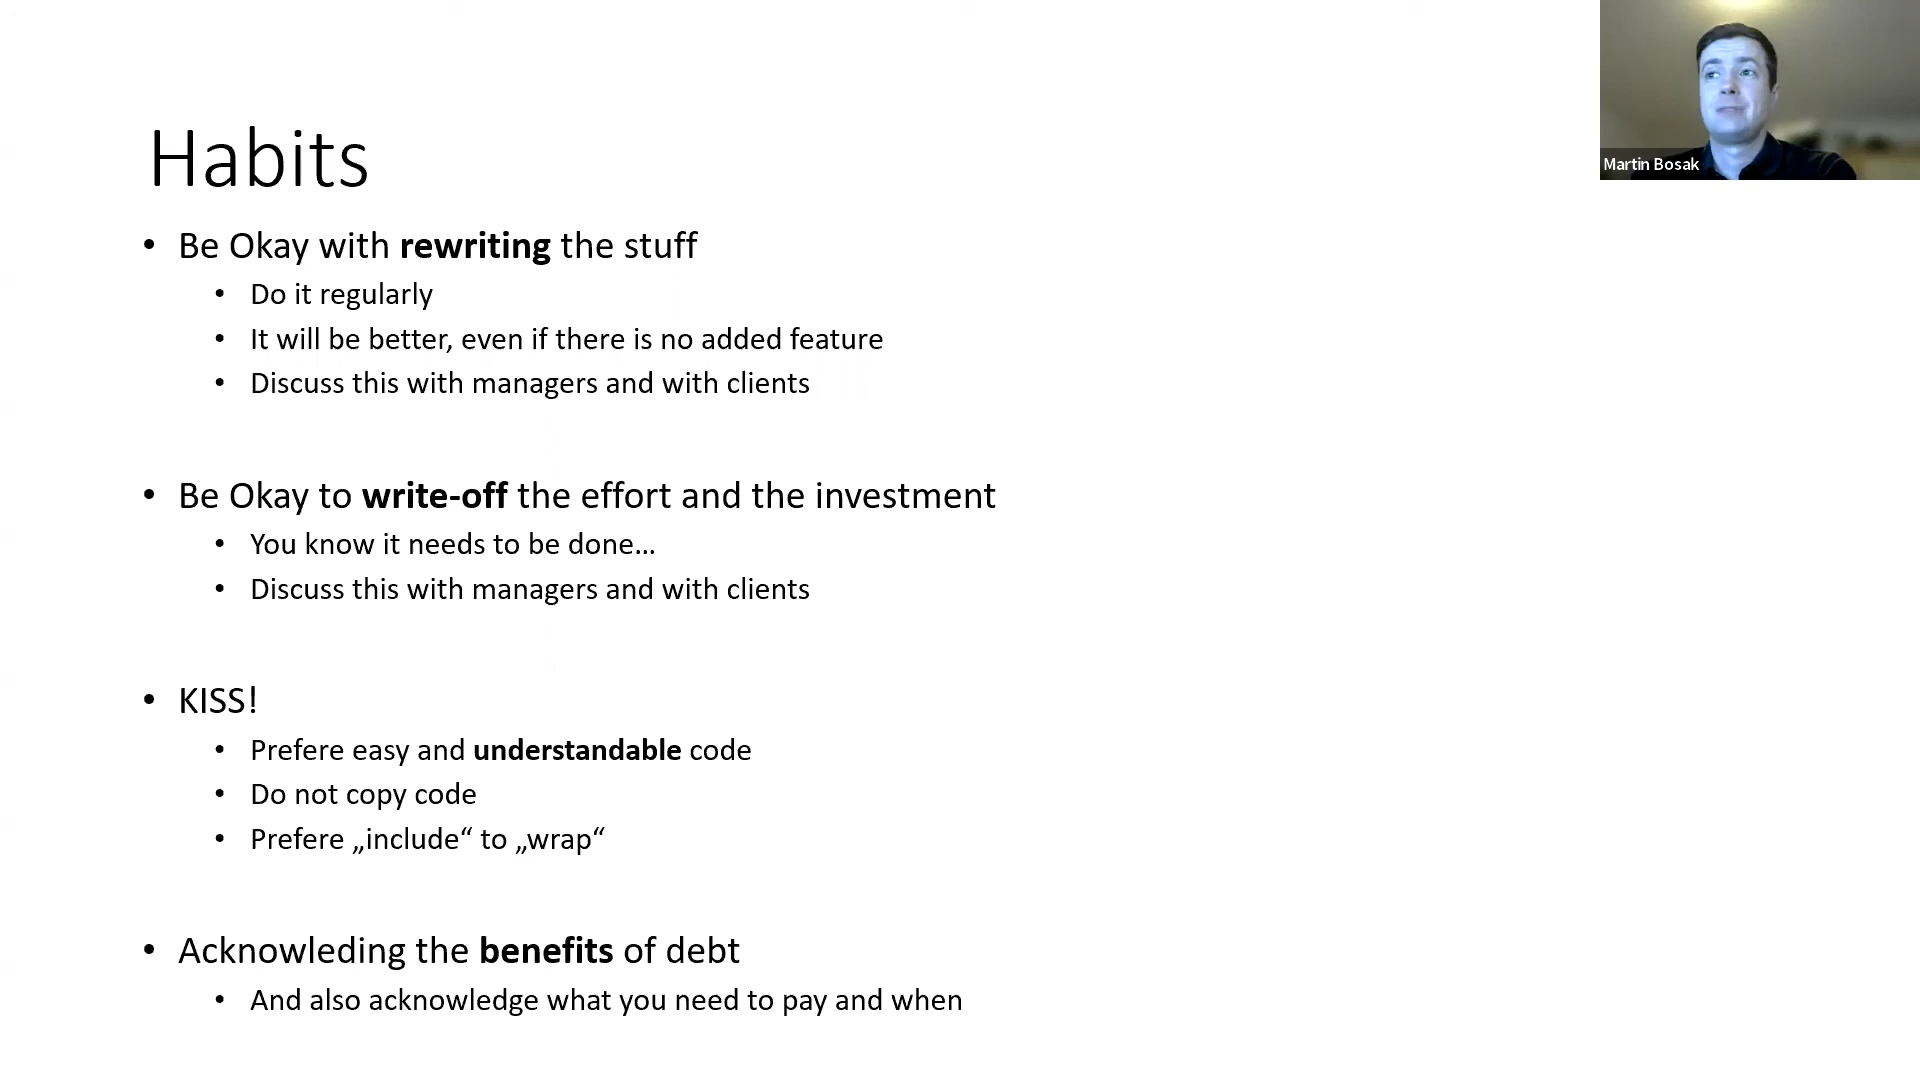 Martin Bosak
Habits
• Be Okay with rewriting the stuff
• Do it regularly
• It will be better, even if there is no added feature
• Discuss this with managers and with clients
• Be Okay to write-off the effort and the investment
• You know it needs to be done…
• Discuss this with managers and with clients
• KISS!
• Prefere easy and understandable code
• Do not copy code
• Prefere „include“ to „wrap“
• Acknowleding the benefits of debt
• And also acknowledge what you need to pay and when